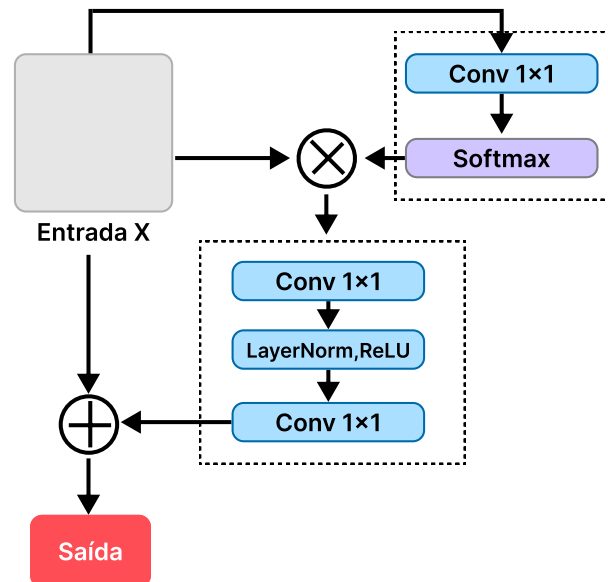 Conv 1×1
Softmax
Entrada X
Conv 1×1
LayerNorm,ReLU
Conv 1×1
Saída